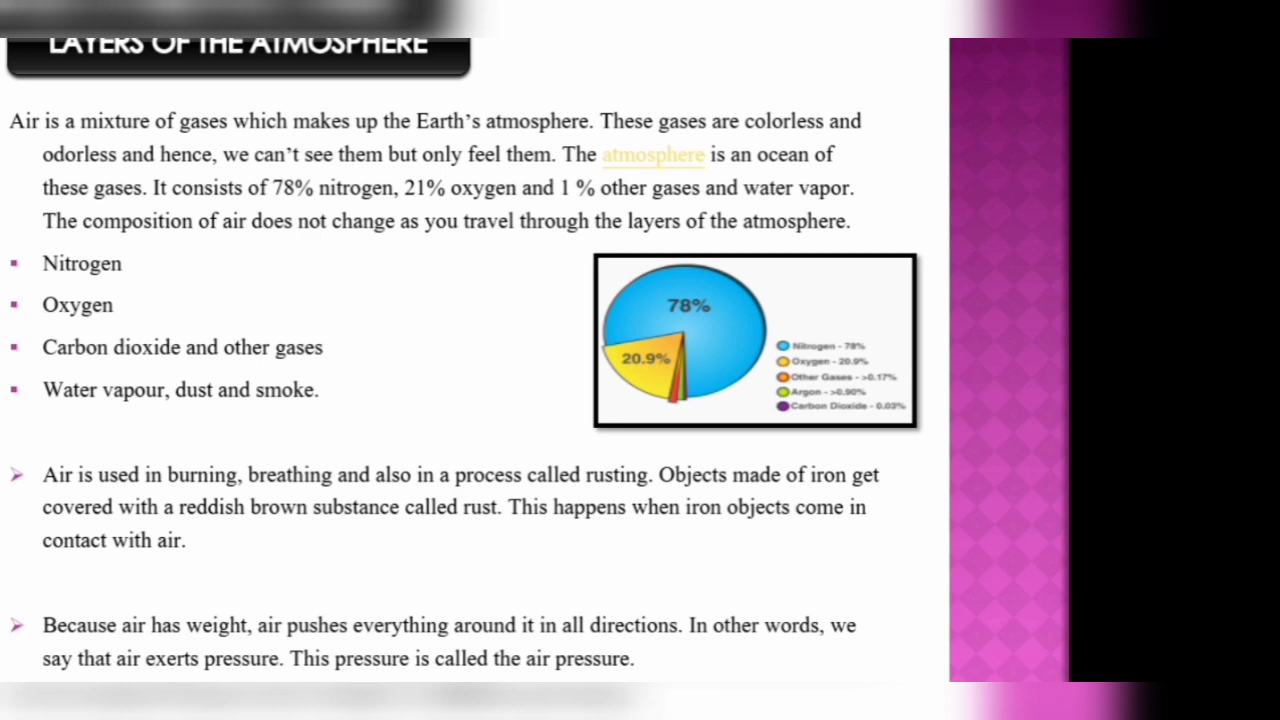 LAYERS OF THE ATMOSPHERE
Air is a mixture of gases which makes up the Earth’s atmosphere. These gases are colorless and
odorless and hence, we can’t see them but only feel them. The atmosphere is an ocean of
these gases. It consists of 78% nitrogen, 21% oxygen and 1 % other gases and water vapor.
The composition of air does not change as you travel through the layers of the atmosphere.
▪ Nitrogen
▪ Oxygen
▪ Carbon dioxide and other gases
▪ Water vapour, dust and smoke.
78%
20.9%
Nitrogen - 78%
Oxygen - 20.9%
Other Gases - >0.17%
Argon - >0.90%
Carbon Dioxide - 0.03%
➢ Air is used in burning, breathing and also in a process called rusting. Objects made of iron get
covered with a reddish brown substance called rust. This happens when iron objects come in
contact with air.
➢ Because air has weight, air pushes everything around it in all directions. In other words, we
say that air exerts pressure. This pressure is called the air pressure.